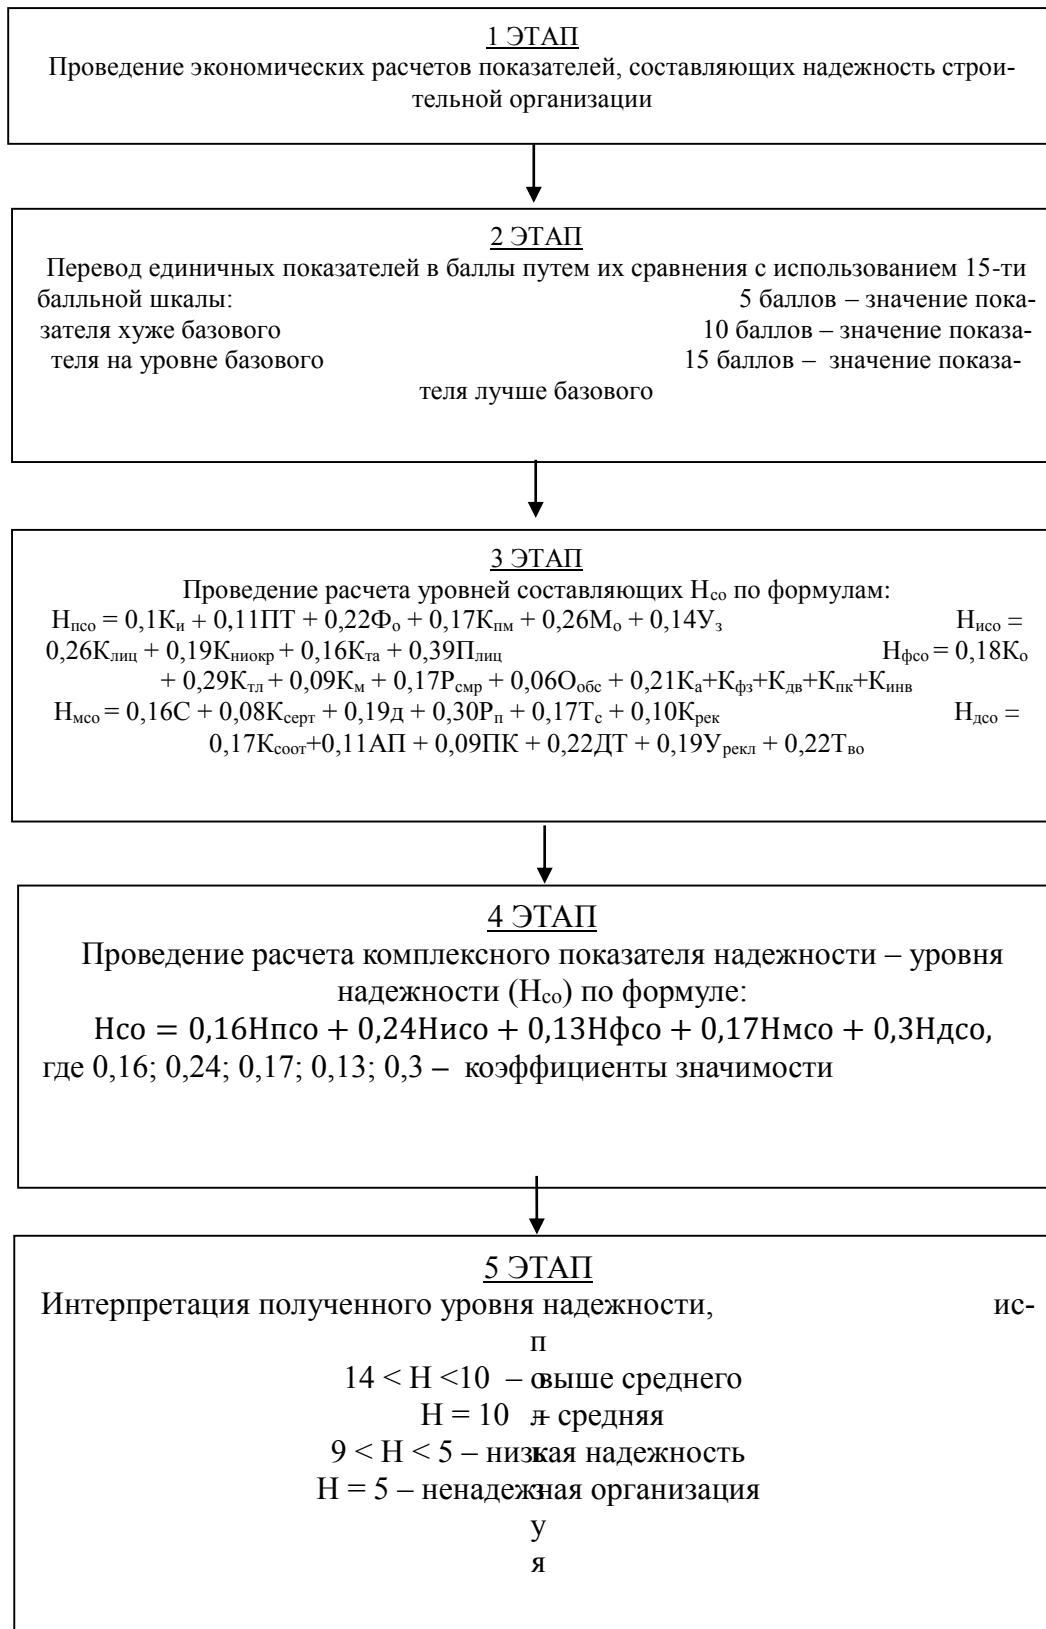 1 ЭТАП
Проведение экономических расчетов показателей, составляющих надежность строи-
тельной организации
2 ЭТАП
Перевод единичных показателей в баллы путем их сравнения с использованием 15-ти
балльной шкалы: 5 баллов – значение пока-
зателя хуже базового 10 баллов – значение показа-
теля на уровне базового 15 баллов – значение показа-
теля лучше базового
3 ЭТАП
Проведение расчета уровней составляющих Нсо по формулам:
Нпсо = 0,1Ки + 0,11ПТ + 0,22Фо + 0,17Кпм + 0,26Мо + 0,14Уз Нисо =
0,26Клиц + 0,19Книокр + 0,16Кта + 0,39Плиц Нфсо = 0,18Ко
+ 0,29Ктл + 0,09Км + 0,17Рсмр + 0,06Ообс + 0,21Ка+Кфз+Кдв+Кпк+Кинв
Нмсо = 0,16С + 0,08Ксерт + 0,19д + 0,30Рп + 0,17Тс + 0,10Крек Ндсо =
0,17Ксоот+0,11АП + 0,09ПК + 0,22ДТ + 0,19Урекл + 0,22Тво
4 ЭТАП
Проведение расчета комплексного показателя надежности – уровня
надежности (Нсо) по формуле:
Нсо = 0,16Нпсо + 0,24Нисо + 0,13Нфсо + 0,17Нмсо + 0,3Ндсо,
где 0,16; 0,24; 0,17; 0,13; 0,3 – коэффициенты значимости
5 ЭТАП
Интерпретация полученного уровня надежности, ис-
п
о
л
ь
з
у
я
14 < Н <10 – выше среднего
Н = 10 – средняя
9 < Н < 5 – низкая надежность
Н = 5 – ненадежная организация